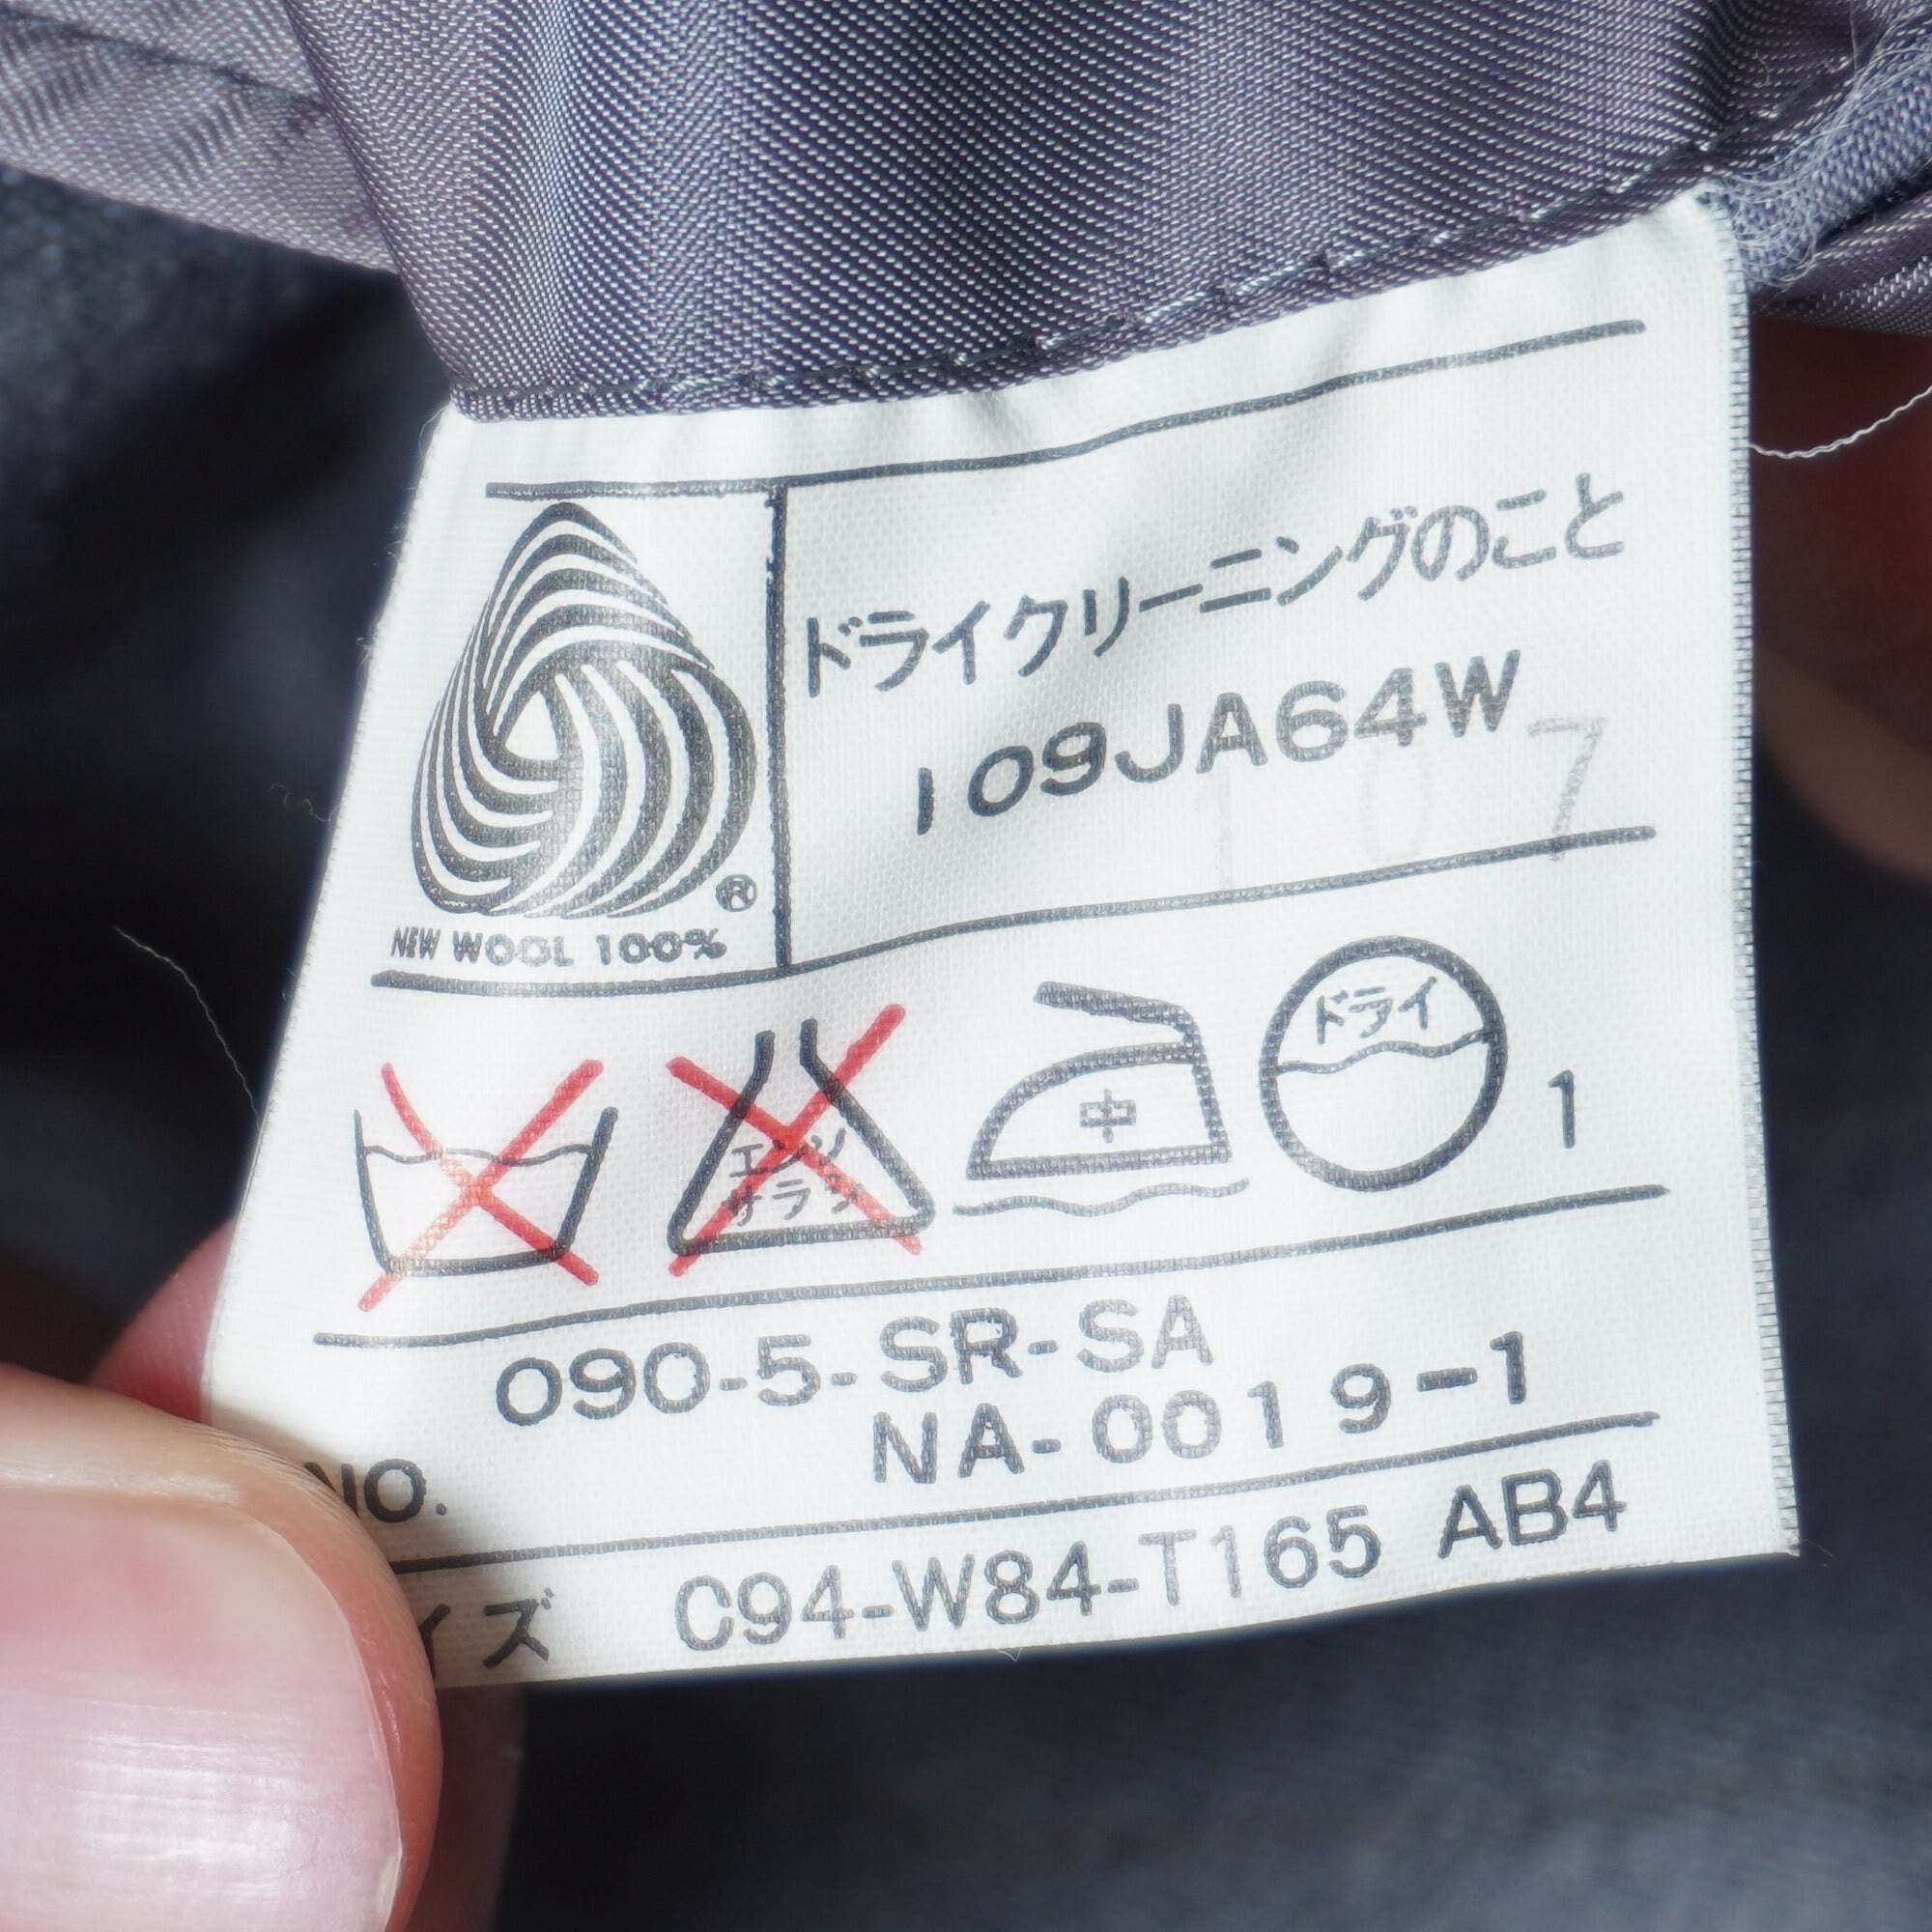 ドライクリーニングのこと
109JA64W
107
®
NEW WOOL 100%
エンソ
オラシ
中
ドライ
1
090-5-SR-SA
NA-0019-1
NO.
イズ C94-W84-T165 AB4